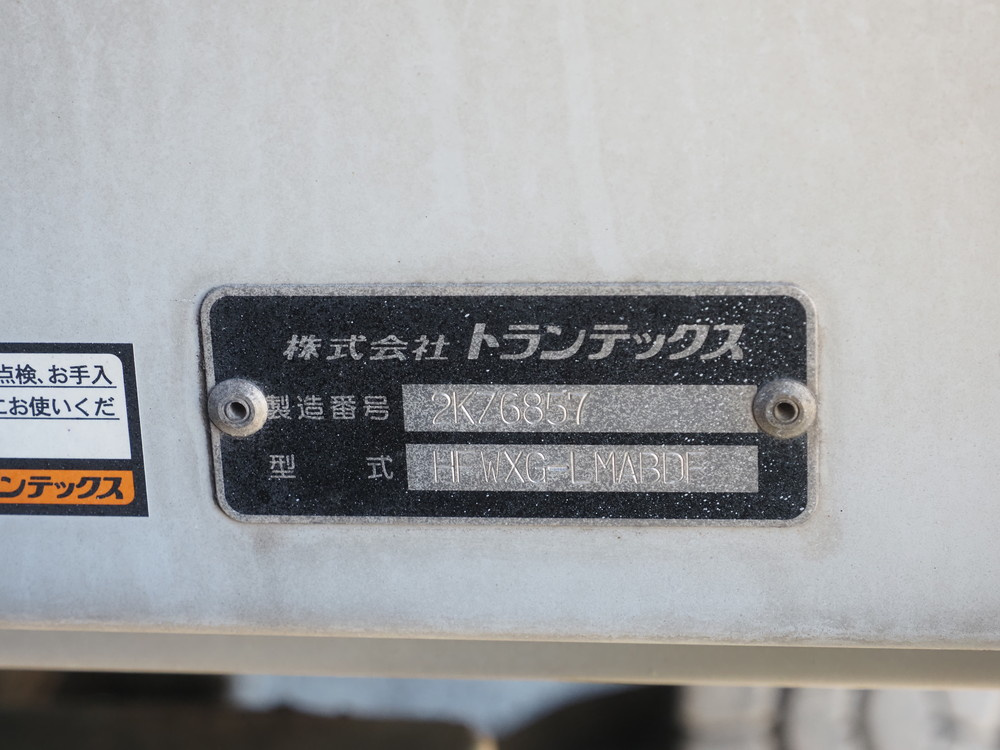 株式会社 トランテックス
製造番号 2KZ6857
型 式 HFWXG-LMABDF
点検、お手入
にお使いくだ
ンテックス